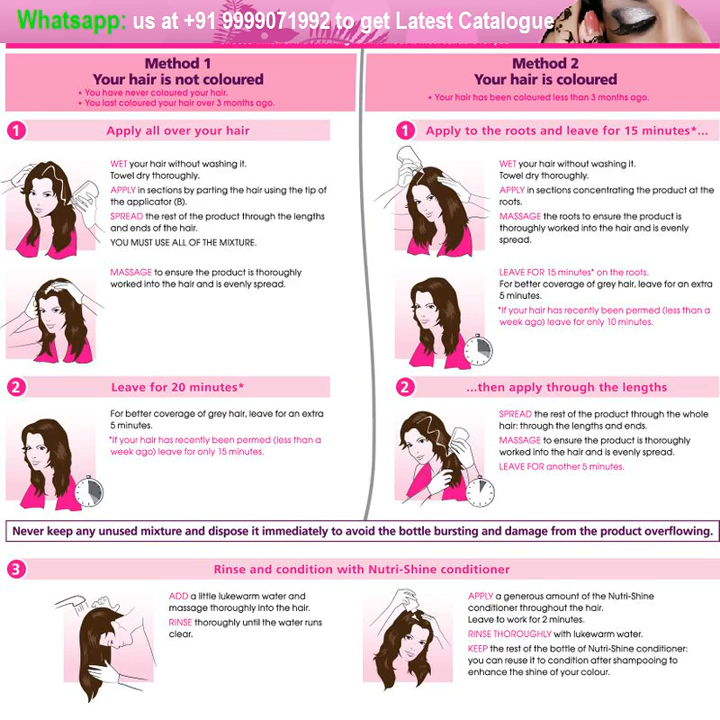 Whatsapp: us at +91 9999071992 to get Latest Catalogue
Method 1
Your hair is not coloured
• You have never coloured your hair.
• You last coloured your hair over 3 months ago.
1 Apply all over your hair
WET your hair without washing it.
Towel dry thoroughly.
APPLY in sections by parting the hair using the tip of
the applicator (B).
SPREAD the rest of the product through the lengths
and ends of the hair.
YOU MUST USE ALL OF THE MIXTURE.
MASSAGE to ensure the product is thoroughly
worked into the hair and is evenly spread.
2 Leave for 20 minutes*
For better coverage of grey hair, leave for an extra
5 minutes.
*If your hair has recently been permed (less than a
week ago) leave for only 15 minutes.
Method 2
Your hair is coloured
• Your hair has been coloured less than 3 months ago.
1 Apply to the roots and leave for 15 minutes*...
WET your hair without washing it.
Towel dry thoroughly.
APPLY in sections concentrating the product at the
roots.
MASSAGE the roots to ensure the product is
thoroughly worked into the hair and is evenly
spread.
LEAVE FOR 15 minutes* on the roots.
For better coverage of grey hair, leave for an extra
5 minutes.
*If your hair has recently been permed (less than a
week ago) leave for only 10 minutes.
2 ...then apply through the lengths
SPREAD the rest of the product through the whole
hair: through the lengths and ends.
MASSAGE to ensure the product is thoroughly
worked into the hair and is evenly spread.
LEAVE FOR another 5 minutes.
Never keep any unused mixture and dispose it immediately to avoid the bottle bursting and damage from the product overflowing.
3 Rinse and condition with Nutri-Shine conditioner
ADD a little lukewarm water and
massage thoroughly into the hair.
RINSE thoroughly until the water runs
clear.
APPLY a generous amount of the Nutri-Shine
conditioner throughout the hair.
Leave to work for 2 minutes.
RINSE THOROUGHLY with lukewarm water.
KEEP the rest of the bottle of Nutri-Shine conditioner:
you can reuse it to condition after shampooing to
enhance the shine of your colour.